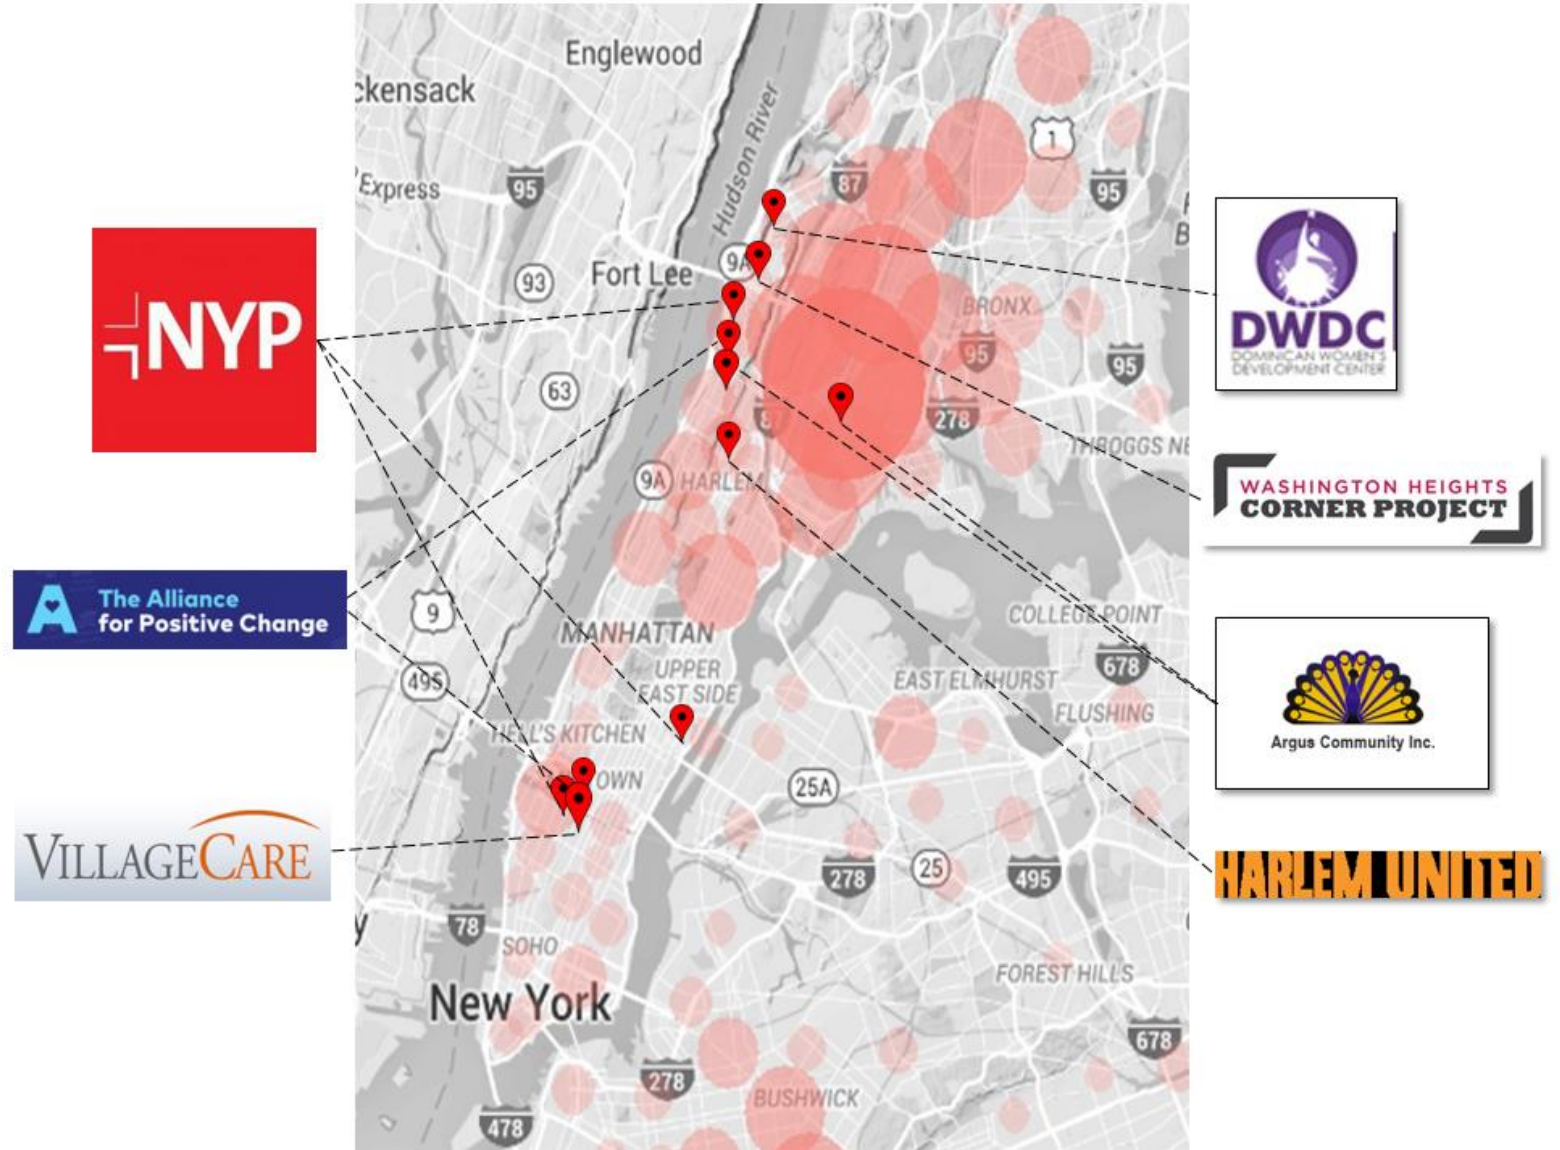 Englewood
ckensack
Hudson River
1
Express
95
87
95
NYP
93
Fort Lee
9A
BRONX
DWDC
DOMINICAN WOMEN'S
DEVELOPMENT CENTER
63
95
95
8
278
THROGGS NE
9A
HARLEM
WASHINGTON HEIGHTS
CORNER PROJECT
The Alliance
for Positive Change
9
MANHATTAN
COLLEGE POINT
495
UPPER
EAST SIDE
EAST ELMHURST
678
FLUSHING
HELL'S KITCHEN
Argus Community Inc.
OWN
25A
VILLAGECARE
278
25
495
HARLEM UNITED
y
78
SOHO
FOREST HILLS
New York
678
278
BUSHWICK
478